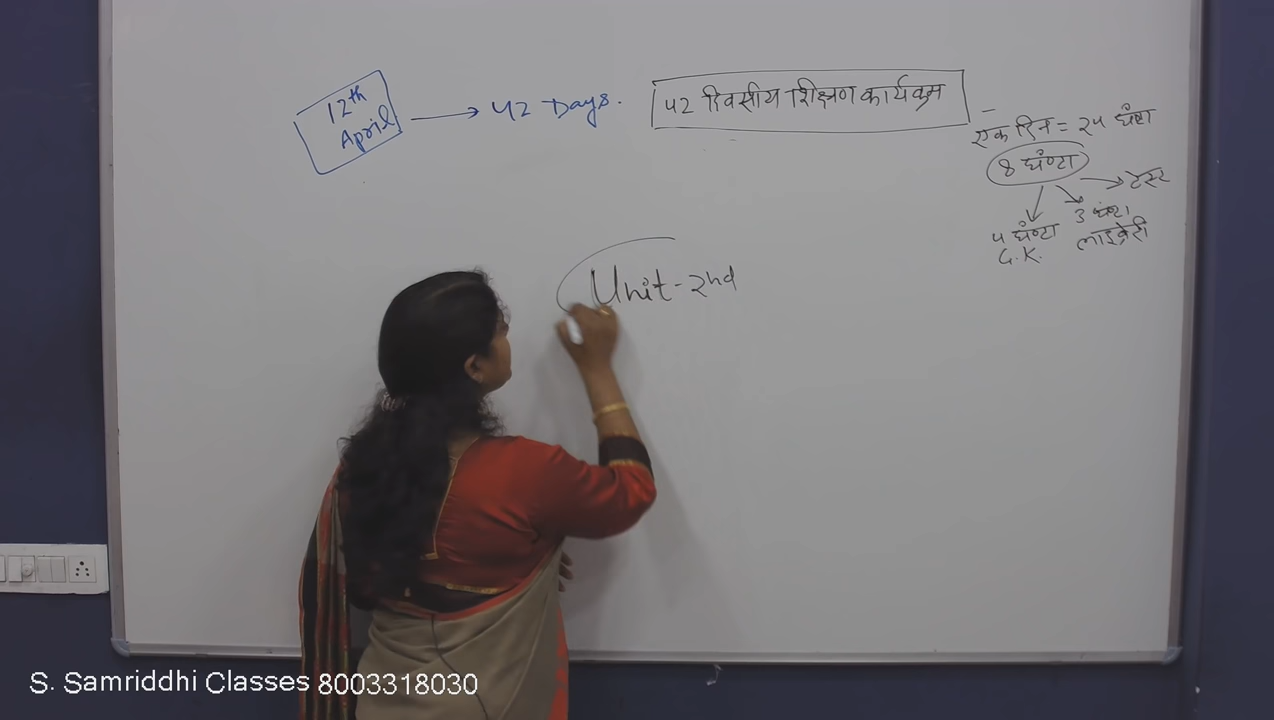 12th
April
→ 42 Days.
42 दिवसीय शिक्षण कार्यक्रम
एक दिन = 24 घंटा
8 घंण्टा
→ टेस्ट
4 घंण्टा
G.K.
3 घंटा
लाइब्रेरी
Unit-2nd
S. Samriddhi Classes 8003318030